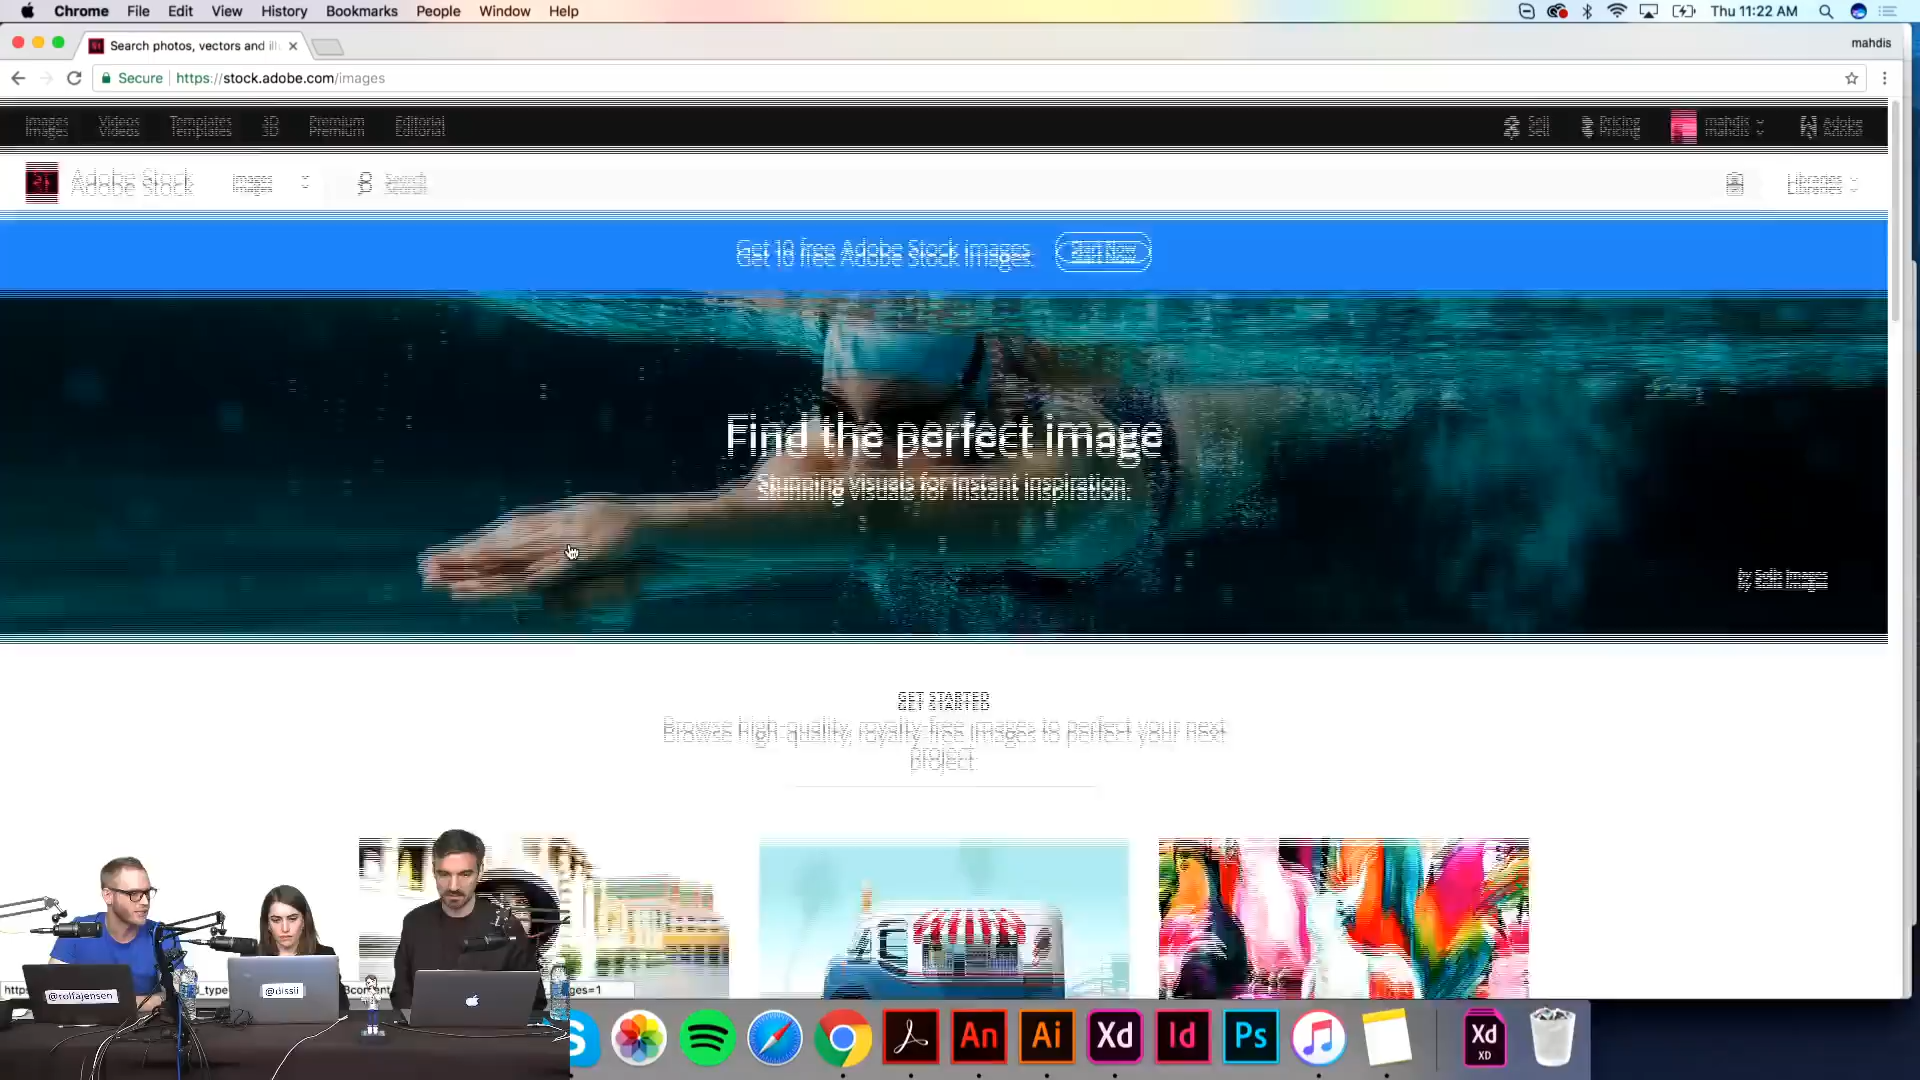 Chrome File Edit View History Bookmarks People Window Help
Thu 11:22 AM
Search photos, vectors and ill
mahdis
Secure https://stock.adobe.com/images
Images Videos Templates 3D Premium Editorial
Sell Pricing mahdis Adobe
Adobe Stock Images Search
Libraries
Get 10 free Adobe Stock images. Start Now
Find the perfect image
Stunning visuals for instant inspiration.
GET STARTED
Browse high-quality, royalty-free images to perfect your next
project.
@rolfajensen
@dissii
An Ai Xd Id Ps Xd
XD